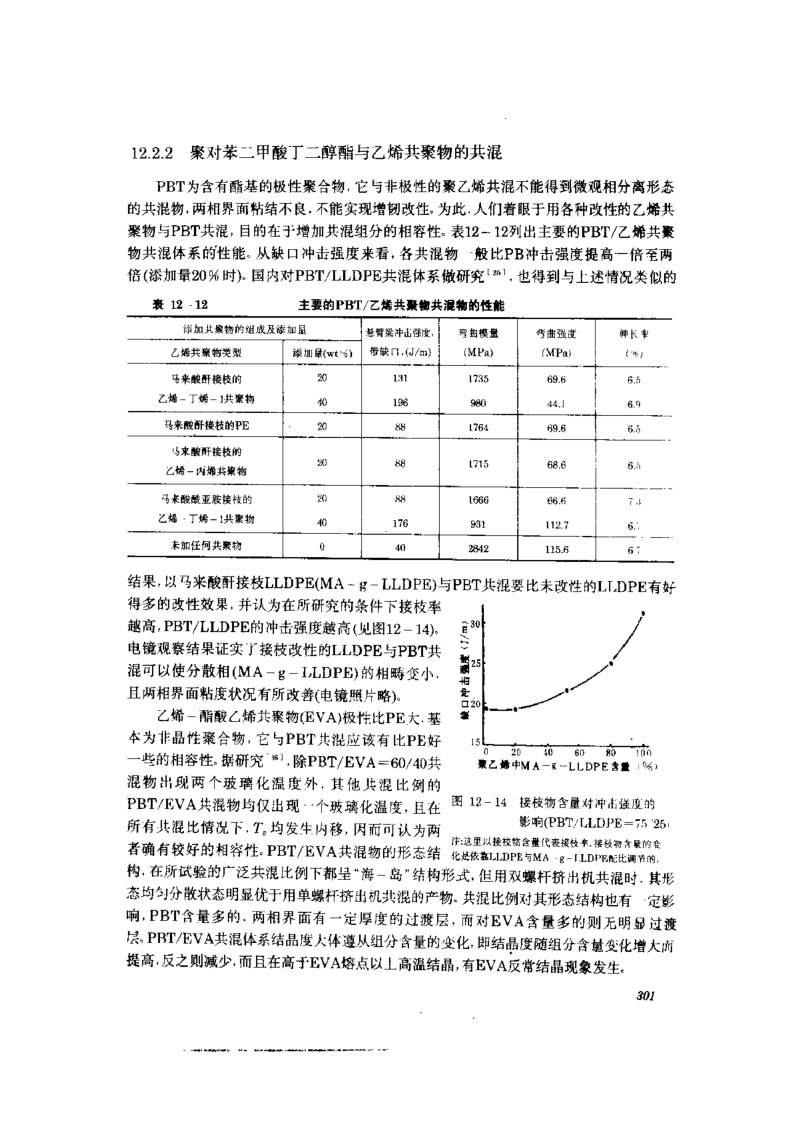 12.2.2 聚对苯二甲酸丁二醇酯与乙烯共聚物的共混
PBT为含有酯基的极性聚合物,它与非极性的聚乙烯共混不能得到微观相分离形态
的共混物,两相界面粘结不良,不能实现增韧改性。为此,人们着眼于用各种改性的乙烯共
聚物与PBT共混,目的在于增加共混组分的相容性。表12-12列出主要的PBT/乙烯共聚
物共混体系的性能。从缺口冲击强度来看,各共混物一般比PB冲击强度提高一倍至两
倍(添加量20%时)。国内对PBT/LLDPE共混体系做研究,也得到与上述情况类似的
表 12-12 主要的PBT/乙烯共聚物共混物的性能
添加共聚物的组成及添加量 悬臂梁冲击强度, 弯曲模量 弯曲强度 伸长率
乙烯共聚物类型 添加量(wt%) 带缺口,(J/m) (MPa) (MPa) (%)
马来酸酐接枝的 20 131 1735 69.6 6.5
乙烯-丁烯-1共聚物 40 196 980 44.1 6.9
马来酸酐接枝的PE 20 88 1764 69.6 6.5
马来酸酐接枝的
乙烯-丙烯共聚物 20 88 1715 68.6 6.5
马来酸酰亚胺接枝的 20 88 1666 66.6
乙烯-丁烯-1共聚物 40 176 931 112.7
未加任何共聚物 0 40 2842 115.6
结果,以马来酸酐接枝LLDPE(MA-g-LLDPE)与PBT共混要比未改性的LLDPE有好
得多的改性效果,并认为在所研究的条件下接枝率
越高,PBT/LLDPE的冲击强度越高(见图12-14)。
电镜观察结果证实了接枝改性的LLDPE与PBT共
混可以使分散相(MA-g-LLDPE)的相畴变小,
且两相界面粘度状况有所改善(电镜照片略)。
乙烯-酯酸乙烯共聚物(EVA)极性比PE大,基
本为非晶性聚合物,它与PBT共混应该有比PE好
一些的相容性。据研究,除PBT/EVA=60/40共
混物出现两个玻璃化温度外,其他共混比例的
PBT/EVA共混物均仅出现一个玻璃化温度,且在
所有共混比情况下,Tg均发生内移,因而可认为两
者确有较好的相容性。PBT/EVA共混物的形态结
缺口冲击强度(J/m)
30
25
20
15
0 20 40 60 80 100
聚乙烯中MA-g-LLDPE含量(%)
图 12-14 接枝物含量对冲击强度的
影响(PBT/LLDPE=75/25)
注:这里以接枝物含量代表接枝率,接枝物含量的变
化是依靠LLDPE与MA-g-LLDPE配比调节的。
构,在所试验的广泛共混比例下都呈“海-岛”结构形式,但用双螺杆挤出机共混时,其形
态均匀分散状态明显优于用单螺杆挤出机共混的产物。共混比例对其形态结构也有一定影
响,PBT含量多的,两相界面有一定厚度的过渡层,而对EVA含量多的则无明显过渡
层。PBT/EVA共混体系结晶度大体遵从组分含量的变化,即结晶度随组分含量变化增大而
提高,反之则减少,而且在高于EVA熔点以上高温结晶,有EVA反常结晶现象发生。
301